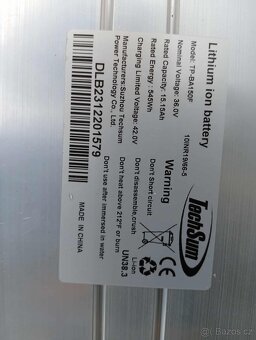 Lithium ion battery
Model: TP-BA150F
10INR19/66-5
Nominal Voltage: 36.0V
Rated Capacity: 15.15Ah
Rated Energy: 545Wh
Charging Limited Voltage: 42.0V
Manufacturers: Suzhou Techsum
Power Technology Co., Ltd
DLB2312201579
TechSum
Warning
Don't Short circuit
Don't disassemble, crush
Don't heat above 212°F or burn
Don't use after immersed in water
MADE IN CHINA
Li-ion
UN38.3
sbazos.cz